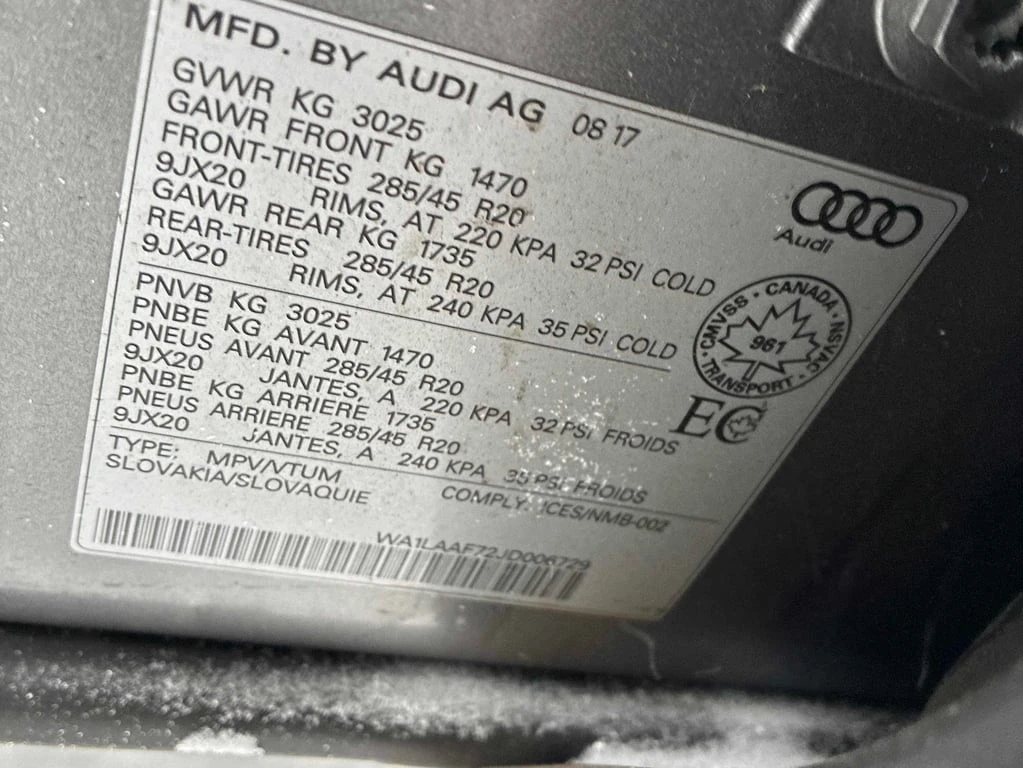 MFD. BY AUDI AG 08 17
GVWR KG 3025
GAWR FRONT KG 1470
FRONT-TIRES 285/45 R20
9JX20 RIMS, AT 220 KPA 32 PSI COLD
GAWR REAR KG 1735
REAR-TIRES 285/45 R20
9JX20 RIMS, AT 240 KPA 35 PSI COLD
PNVB KG 3025
PNBE KG AVANT 1470
PNEUS AVANT 285/45 R20
9JX20 JANTES, A 220 KPA 32 PSI FROIDS
PNBE KG ARRIERE 1735
PNEUS ARRIERE 285/45 R20
9JX20 JANTES, A 240 KPA 35 PSI FROIDS
TYPE: MPV/VTUM
SLOVAKIA/SLOVAQUIE COMPLY: ICES/NMB-002
WA1LAAF72JD006729
Audi
CMVSS · CANADA · NSVAC · TRANSPORT ·
961
EC